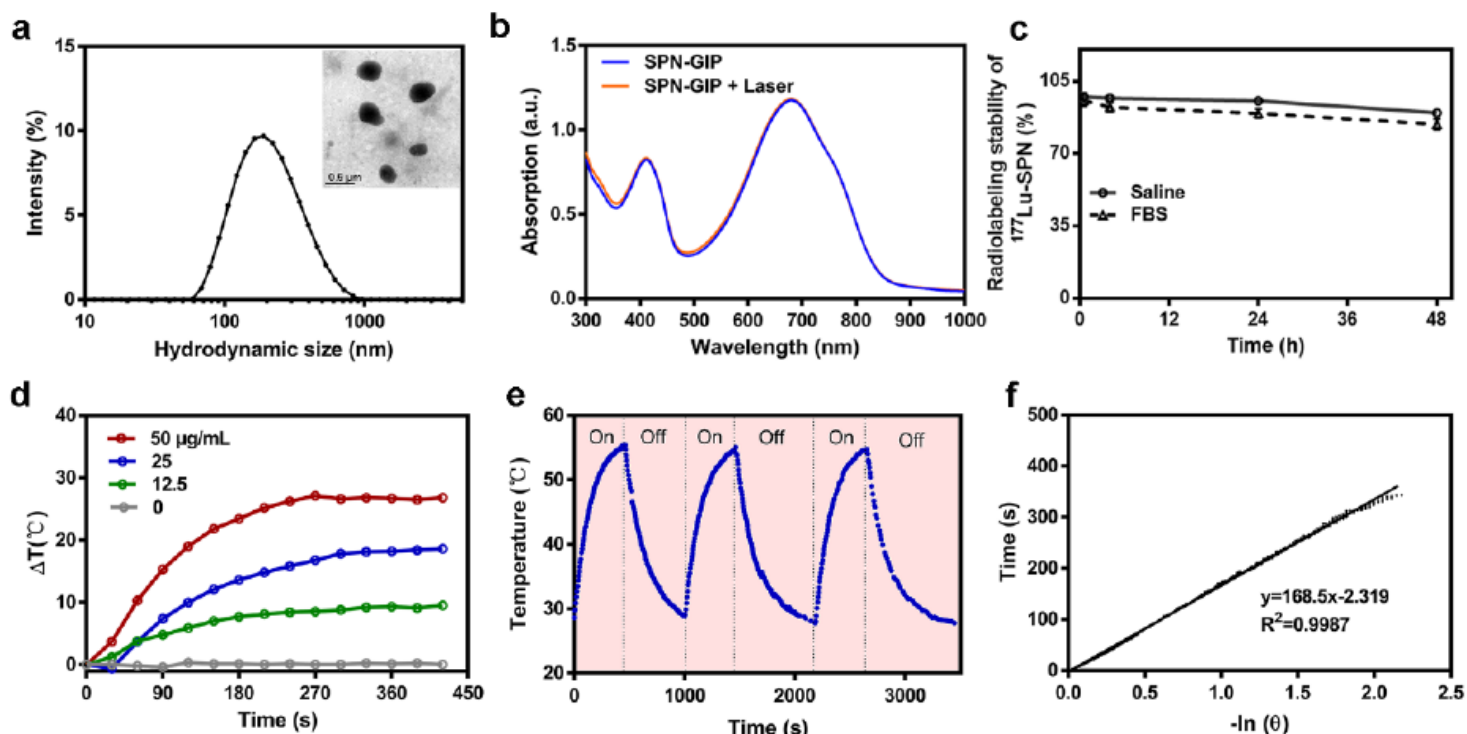 a
15
10
5
0
Intensity (%)
10
100
1000
Hydrodynamic size (nm)
0.5 μm
b
SPN-GIP
SPN-GIP + Laser
1.5
1.0
0.5
0.0
Absorption (a.u.)
300 400 500 600 700 800 900 1000
Wavelength (nm)
c
Radiolabeling stability of
177Lu-SPN (%)
105
70
35
0
Saline
FBS
0 12 24 36 48
Time (h)
d
40
30
20
10
0
ΔT(℃)
50 μg/mL
25
12.5
0
0 90 180 270 360 450
Time (s)
e
60
50
40
30
20
Temperature (℃)
On Off On Off On Off
0 1000 2000 3000
Time (s)
f
500
400
300
200
100
0
Time (s)
y=168.5x-2.319
R²=0.9987
0.0 0.5 1.0 1.5 2.0 2.5
-ln (θ)